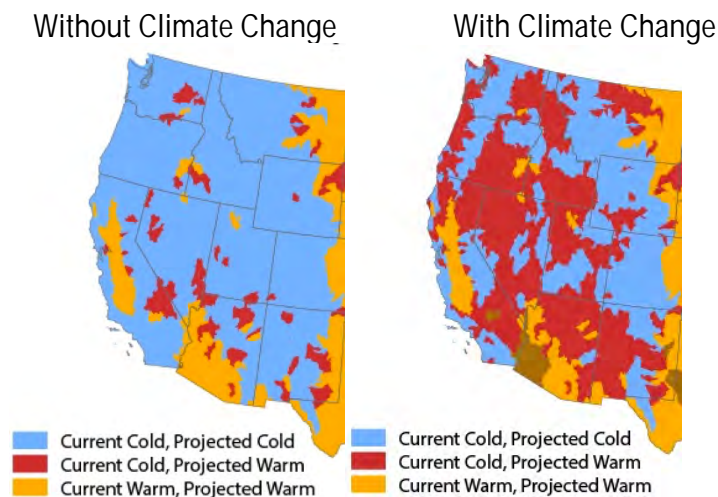 Without Climate Change
With Climate Change
Current Cold, Projected Cold
Current Cold, Projected Warm
Current Warm, Projected Warm
Current Cold, Projected Cold
Current Cold, Projected Warm
Current Warm, Projected Warm